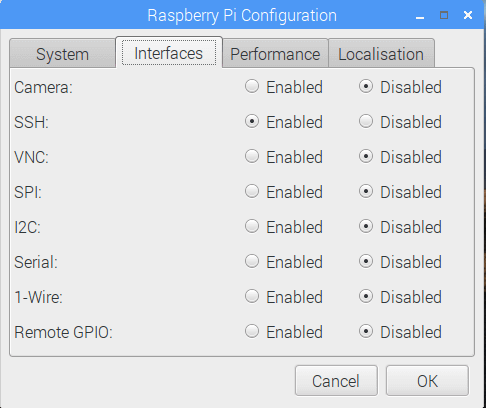 Raspberry Pi Configuration
System Interfaces Performance Localisation
Camera: Enabled Disabled
SSH: Enabled Disabled
VNC: Enabled Disabled
SPI: Enabled Disabled
I2C: Enabled Disabled
Serial: Enabled Disabled
1-Wire: Enabled Disabled
Remote GPIO: Enabled Disabled
Cancel OK